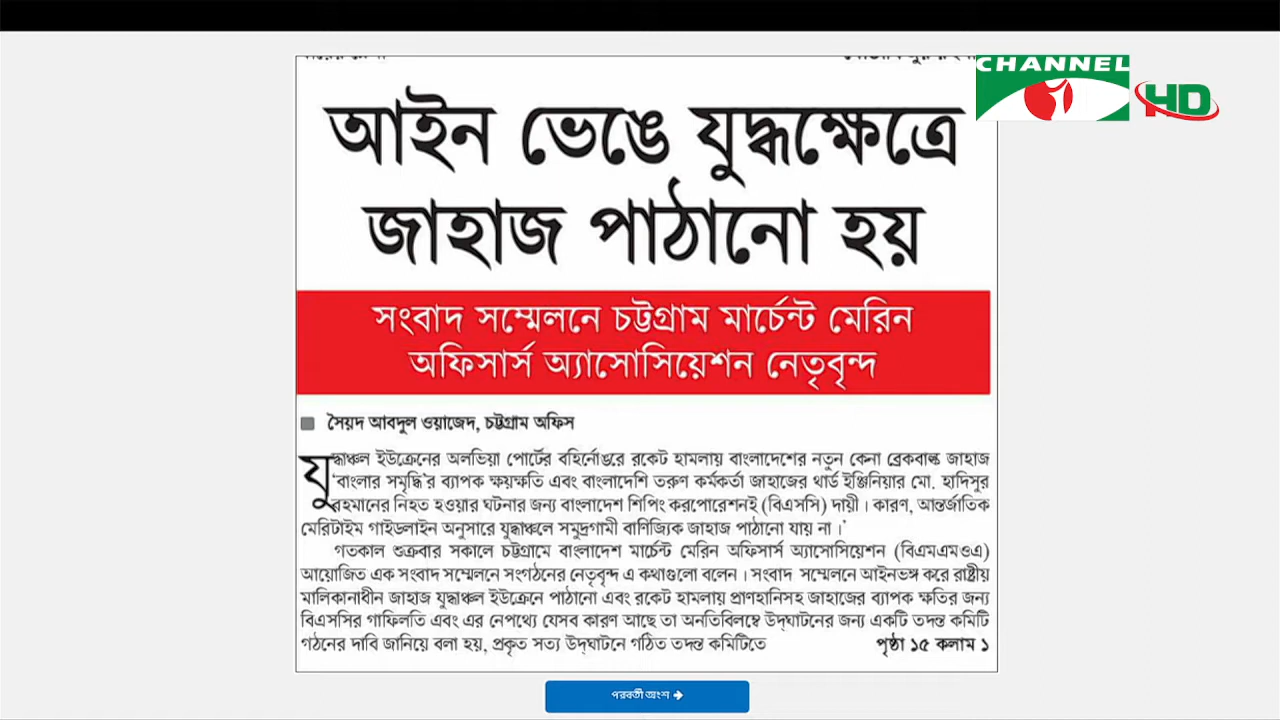 CHANNEL
HD
আইন ভেঙে যুদ্ধক্ষেত্রে
জাহাজ পাঠানো হয়
সংবাদ সম্মেলনে চট্টগ্রাম মার্চেন্ট মেরিন
অফিসার্স অ্যাসোসিয়েশন নেতৃবৃন্দ
সৈয়দ আবদুল ওয়াজেদ, চট্টগ্রাম অফিস
যুদ্ধাঞ্চল ইউক্রেনের অলভিয়া পোর্টের বহির্নোঙরে রকেট হামলায় বাংলাদেশের নতুন কেনা ব্রেকবাল্ক জাহাজ
'বাংলার সমৃদ্ধি'র ব্যাপক ক্ষয়ক্ষতি এবং বাংলাদেশি তরুণ কর্মকর্তা জাহাজের থার্ড ইঞ্জিনিয়ার মো. হাদিসুর
রহমানের নিহত হওয়ার ঘটনার জন্য বাংলাদেশ শিপিং করপোরেশনই (বিএসসি) দায়ী। কারণ, আন্তর্জাতিক
মেরিটাইম গাইডলাইন অনুসারে যুদ্ধাঞ্চলে সমুদ্রগামী বাণিজ্যিক জাহাজ পাঠানো যায় না।'
গতকাল শুক্রবার সকালে চট্টগ্রামে বাংলাদেশ মার্চেন্ট মেরিন অফিসার্স অ্যাসোসিয়েশন (বিএমএমওএ)
আয়োজিত এক সংবাদ সম্মেলনে সংগঠনের নেতৃবৃন্দ এ কথাগুলো বলেন। সংবাদ সম্মেলনে আইনভঙ্গ করে রাষ্ট্রীয়
মালিকানাধীন জাহাজ যুদ্ধাঞ্চল ইউক্রেনে পাঠানো এবং রকেট হামলায় প্রাণহানিসহ জাহাজের ব্যাপক ক্ষতির জন্য
বিএসসির গাফিলতি এবং এর নেপথ্যে যেসব কারণ আছে তা অনতিবিলম্বে উদ্‌ঘাটনের জন্য একটি তদন্ত কমিটি
গঠনের দাবি জানিয়ে বলা হয়, প্রকৃত সত্য উদ্‌ঘাটনে গঠিত তদন্ত কমিটিতে পৃষ্ঠা ১৫ কলাম ১
পরবর্তী অংশ